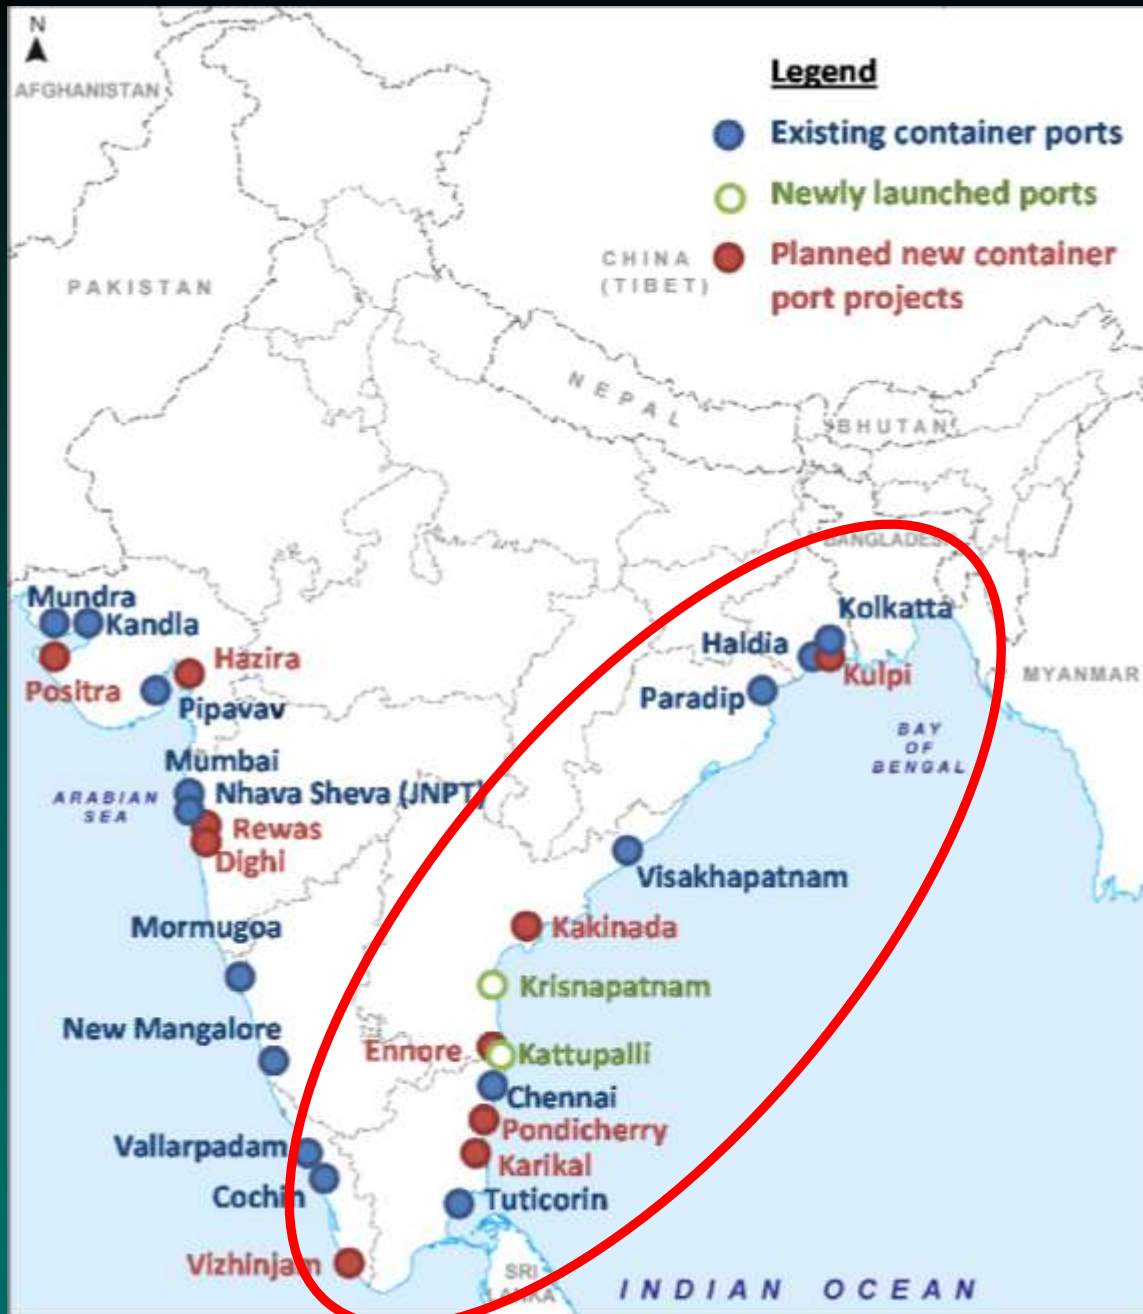 N
AFGHANISTAN
Legend
Existing container ports
Newly launched ports
Planned new container
port projects
CHINA
(TIBET)
PAKISTAN
NEPAL
BHUTAN
BANGLADESH
Mundra
Kandla
Kolkatta
Haldia
Hazira
Kulpi
MYANMAR
Positra
Pipavav
Paradip
BAY
OF
BENGAL
Mumbai
Nhava Sheva (JNPT)
ARABIAN
SEA
Rewas
Dighi
Visakhapatnam
Mormugoa
Kakinada
Krisnapatnam
New Mangalore
Ennore
Kattupalli
Chennai
Pondicherry
Vallarpadam
Karikal
Cochin
Tuticorin
Vizhinjam
SRI
LANKA
INDIAN OCEAN